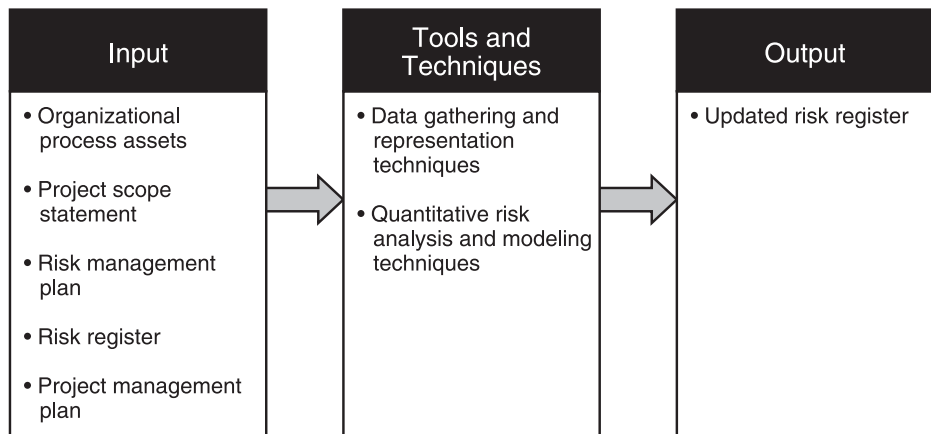 Input
• Organizational
process assets
• Project scope
statement
• Risk management
plan
• Risk register
• Project management
plan
Tools and
Techniques
• Data gathering and
representation
techniques
• Quantitative risk
analysis and modeling
techniques
Output
• Updated risk register